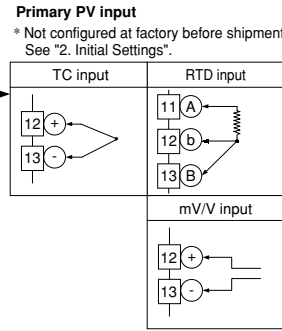 Primary PV input
* Not configured at factory before shipment
See "2. Initial Settings".
TC input
12 +
13 -
RTD input
11 A
12 b
13 B
mV/V input
12 +
13 -